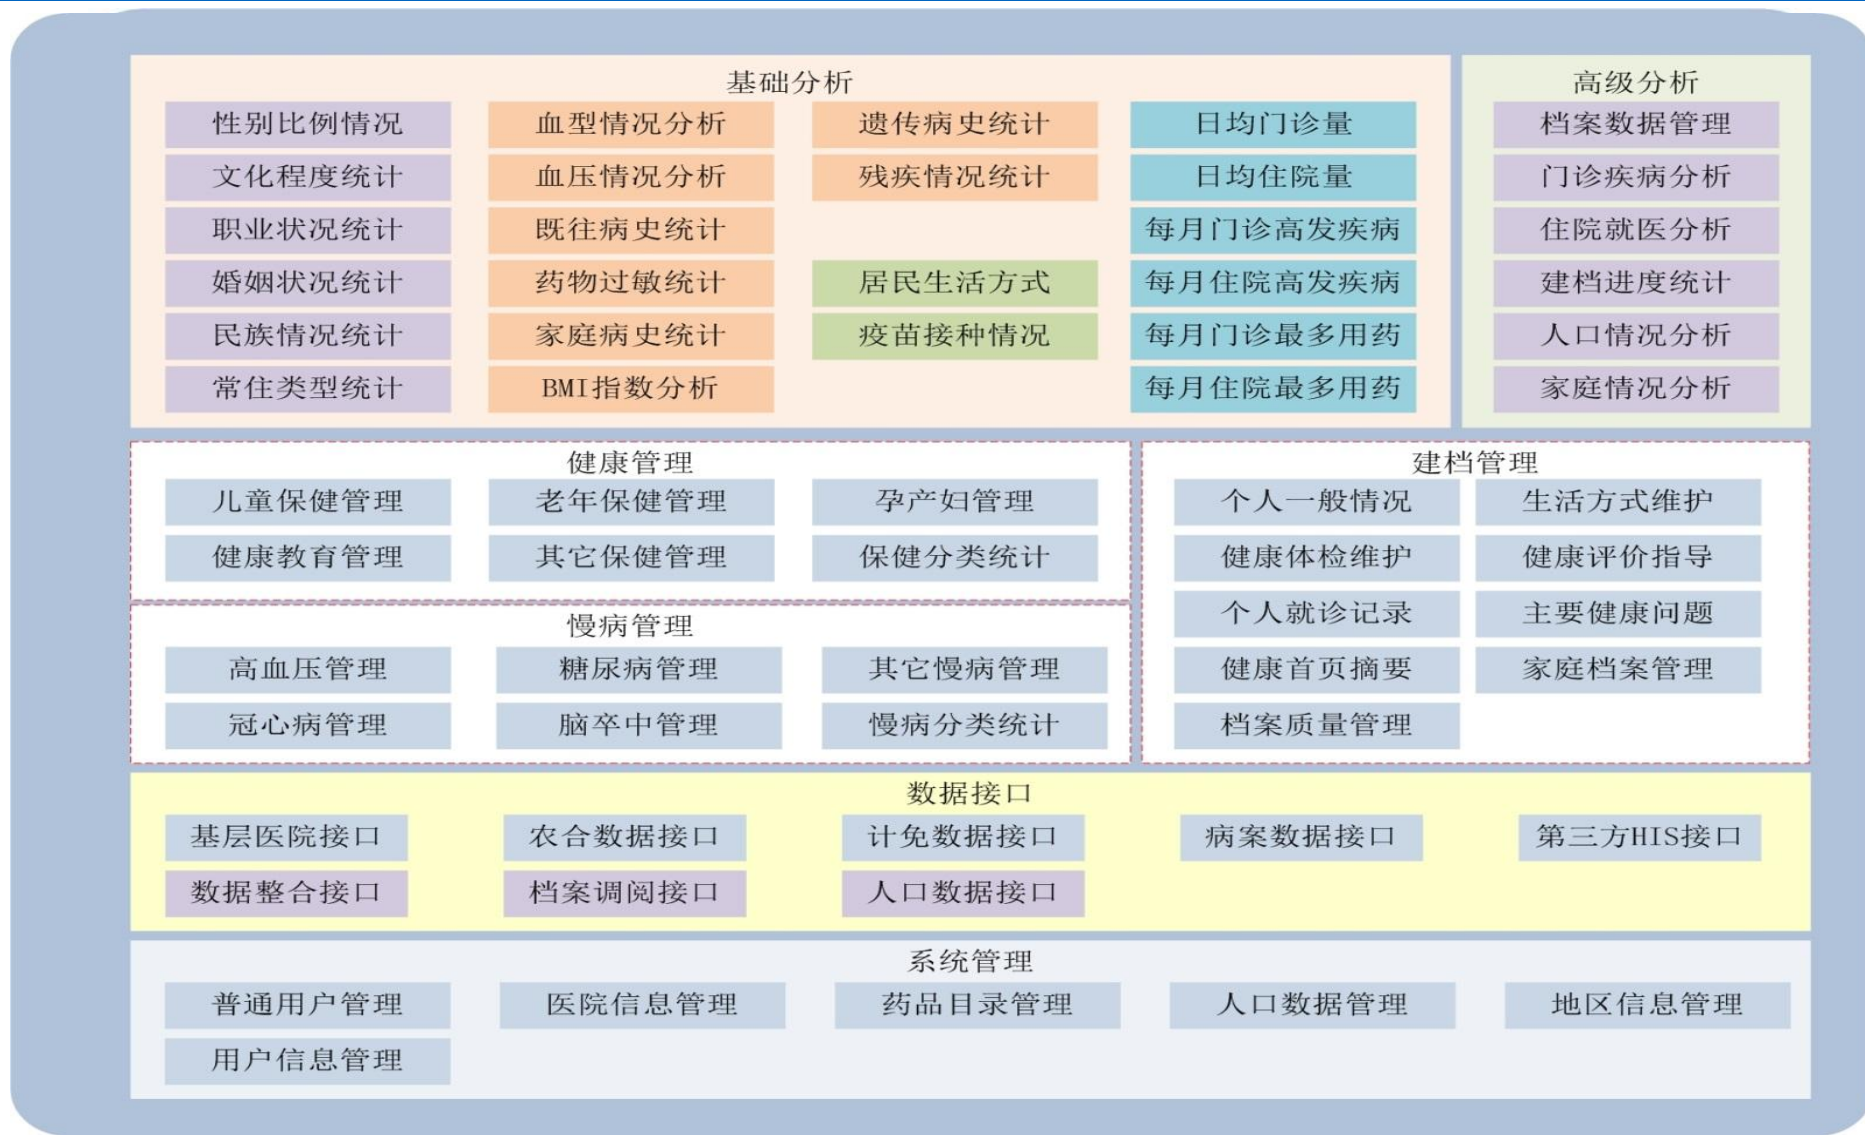 基础分析
性别比例情况
血型情况分析
遗传病史统计
日均门诊量
文化程度统计
血压情况分析
残疾情况统计
日均住院量
职业状况统计
既往病史统计
每月门诊高发疾病
婚姻状况统计
药物过敏统计
居民生活方式
每月住院高发疾病
民族情况统计
家庭病史统计
疫苗接种情况
每月门诊最多用药
常住类型统计
BMI指数分析
每月住院最多用药
高级分析
档案数据管理
门诊疾病分析
住院就医分析
建档进度统计
人口情况分析
家庭情况分析
健康管理
儿童保健管理
老年保健管理
孕产妇管理
健康教育管理
其它保健管理
保健分类统计
慢病管理
高血压管理
糖尿病管理
其它慢病管理
冠心病管理
脑卒中管理
慢病分类统计
建档管理
个人一般情况
生活方式维护
健康体检维护
健康评价指导
个人就诊记录
主要健康问题
健康首页摘要
家庭档案管理
档案质量管理
数据接口
基层医院接口
农合数据接口
计免数据接口
病案数据接口
第三方HIS接口
数据整合接口
档案调阅接口
人口数据接口
系统管理
普通用户管理
医院信息管理
药品目录管理
人口数据管理
地区信息管理
用户信息管理